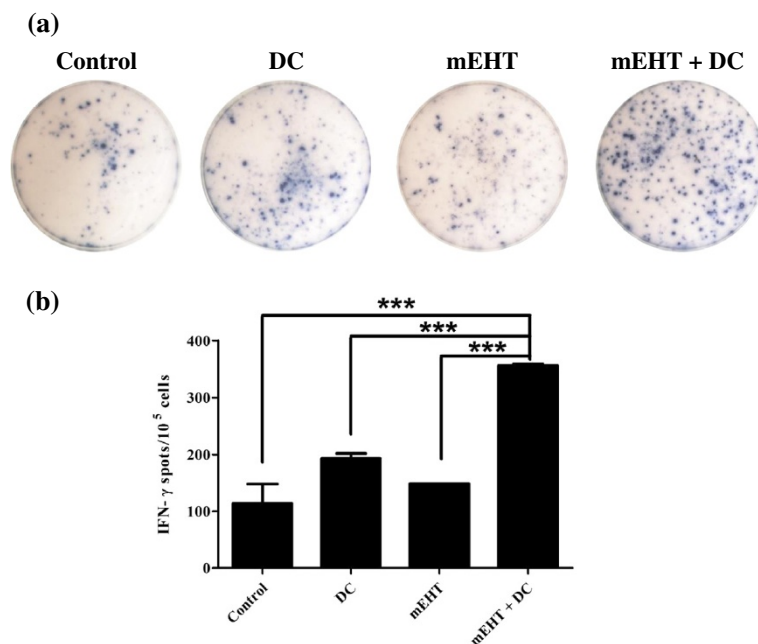 (a)
Control DC mEHT mEHT + DC
(b)
***
***
***
400
300
200
100
0
IFN- γ spots/10 5 cells
Control DC mEHT mEHT + DC